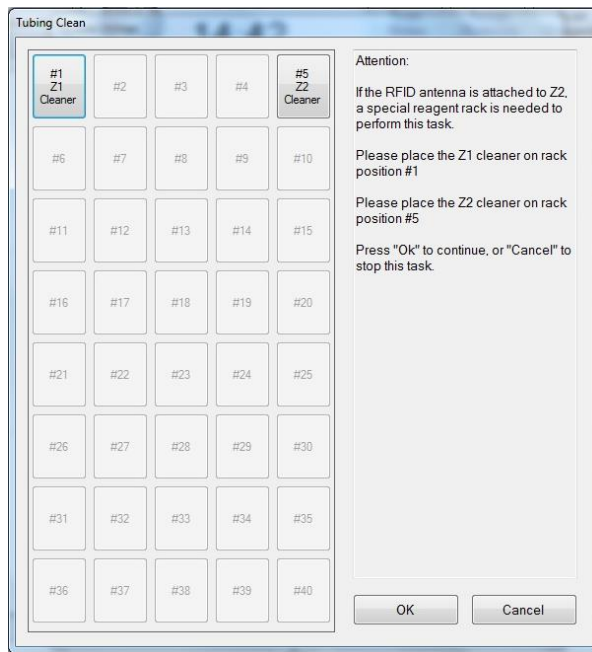 Tubing Clean
#1
Z1
Cleaner
#2
#3
#4
#5
Z2
Cleaner
#6
#7
#8
#9
#10
#11
#12
#13
#14
#15
#16
#17
#18
#19
#20
#21
#22
#23
#24
#25
#26
#27
#28
#29
#30
#31
#32
#33
#34
#35
#36
#37
#38
#39
#40
Attention:
If the RFID antenna is attached to Z2,
a special reagent rack is needed to
perform this task.
Please place the Z1 cleaner on rack
position #1
Please place the Z2 cleaner on rack
position #5
Press "Ok" to continue, or "Cancel" to
stop this task.
OK
Cancel